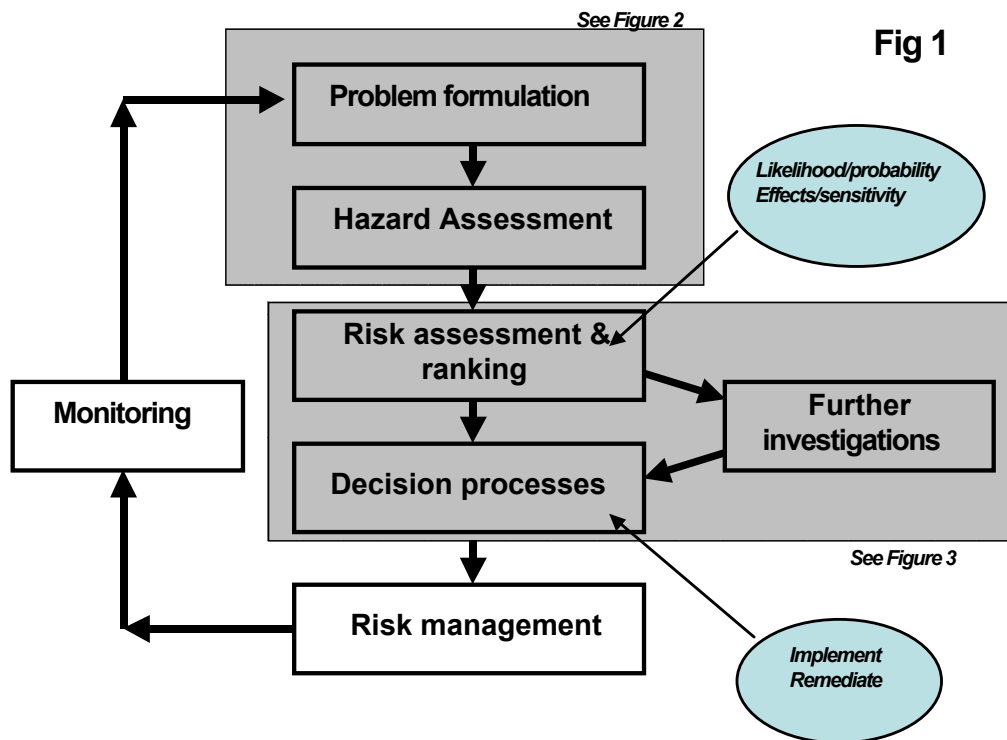 See Figure 2
Fig 1
Problem formulation
Likelihood/probability
Effects/sensitivity
Hazard Assessment
Risk assessment &
ranking
Monitoring
Further
investigations
Decision processes
See Figure 3
Risk management
Implement
Remediate